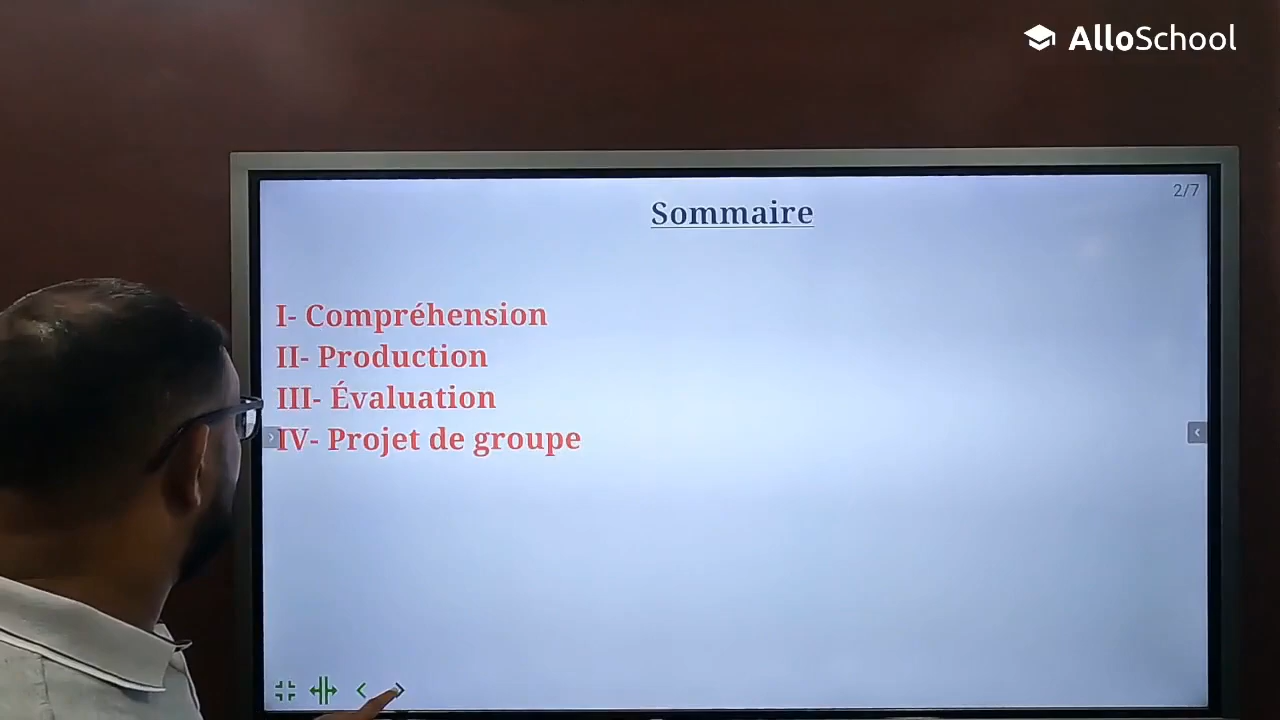 AlloSchool
2/7
Sommaire
I- Compréhension
II- Production
III- Évaluation
IV- Projet de groupe